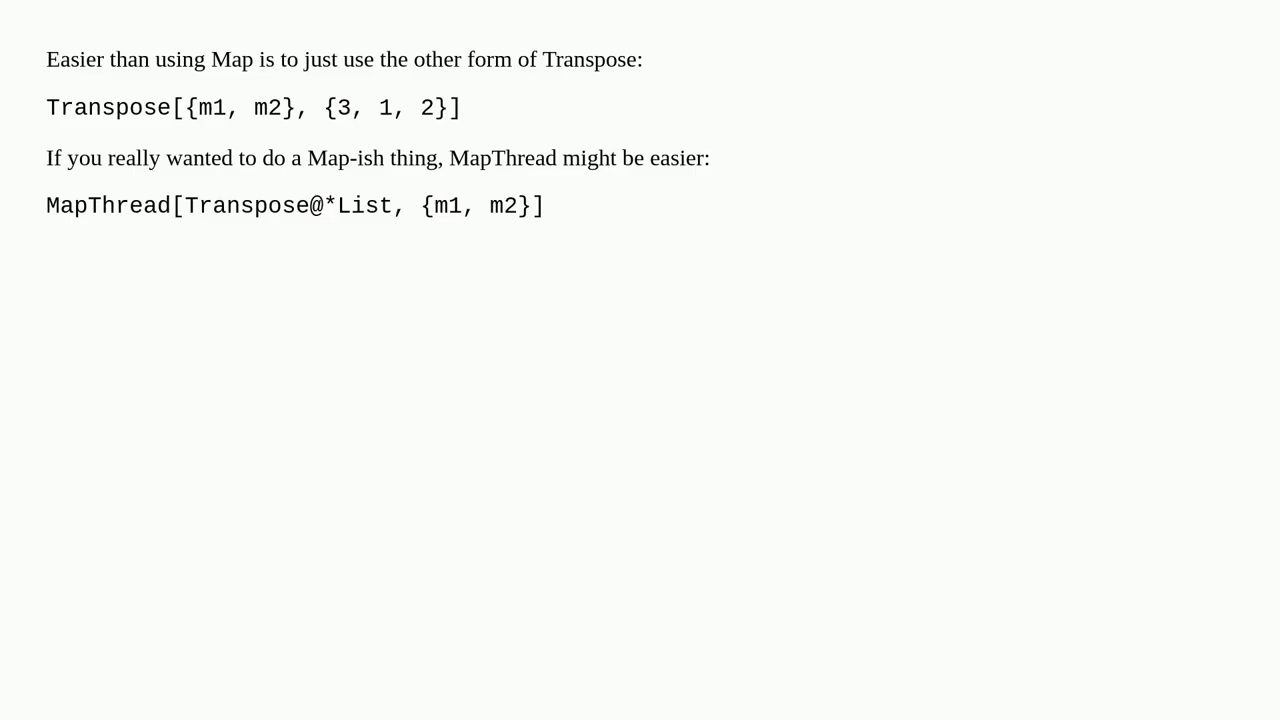 Easier than using Map is to just use the other form of Transpose:
Transpose[{m1, m2}, {3, 1, 2}]
If you really wanted to do a Map-ish thing, MapThread might be easier:
MapThread[Transpose@*List, {m1, m2}]